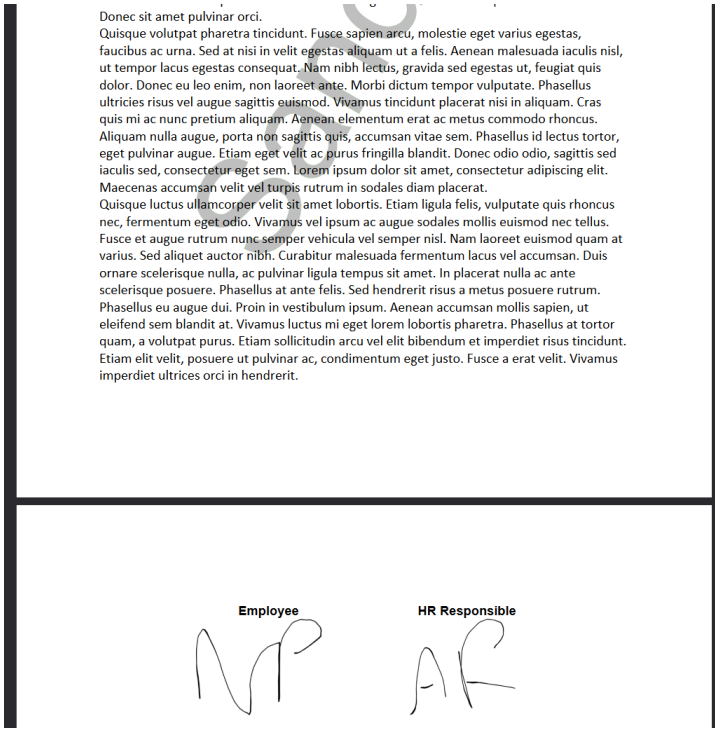 Donec sit amet pulvinar orci.
Quisque volutpat pharetra tincidunt. Fusce sapien arcu, molestie eget varius egestas,
faucibus ac urna. Sed at nisi in velit egestas aliquam ut a felis. Aenean malesuada iaculis nisl,
ut tempor lacus egestas consequat. Nam nibh lectus, gravida sed egestas ut, feugiat quis
dolor. Donec eu leo enim, non laoreet ante. Morbi dictum tempor vulputate. Phasellus
ultricies risus vel augue sagittis euismod. Vivamus tincidunt placerat nisi in aliquam. Cras
quis mi ac nunc pretium aliquam. Aenean elementum erat ac metus commodo rhoncus.
Aliquam nulla augue, porta non sagittis quis, accumsan vitae sem. Phasellus id lectus tortor,
eget pulvinar augue. Etiam eget velit ac purus fringilla blandit. Donec odio odio, sagittis sed
iaculis sed, consectetur eget sem. Lorem ipsum dolor sit amet, consectetur adipiscing elit.
Maecenas accumsan velit vel turpis rutrum in sodales diam placerat.
Quisque luctus ullamcorper velit sit amet lobortis. Etiam ligula felis, vulputate quis rhoncus
nec, fermentum eget odio. Vivamus vel ipsum ac augue sodales mollis euismod nec tellus.
Fusce et augue rutrum nunc semper vehicula vel semper nisl. Nam laoreet euismod quam at
varius. Sed aliquet auctor nibh. Curabitur malesuada fermentum lacus vel accumsan. Duis
ornare scelerisque nulla, ac pulvinar ligula tempus sit amet. In placerat nulla ac ante
scelerisque posuere. Phasellus at ante felis. Sed hendrerit risus a metus posuere rutrum.
Phasellus eu augue dui. Proin in vestibulum ipsum. Aenean accumsan mollis sapien, ut
eleifend sem blandit at. Vivamus luctus mi eget lorem lobortis pharetra. Phasellus at tortor
quam, a volutpat purus. Etiam sollicitudin arcu vel elit bibendum et imperdiet risus tincidunt.
Etiam elit velit, posuere ut pulvinar ac, condimentum eget justo. Fusce a erat velit. Vivamus
imperdiet ultrices orci in hendrerit.
San
Employee HR Responsible
NP